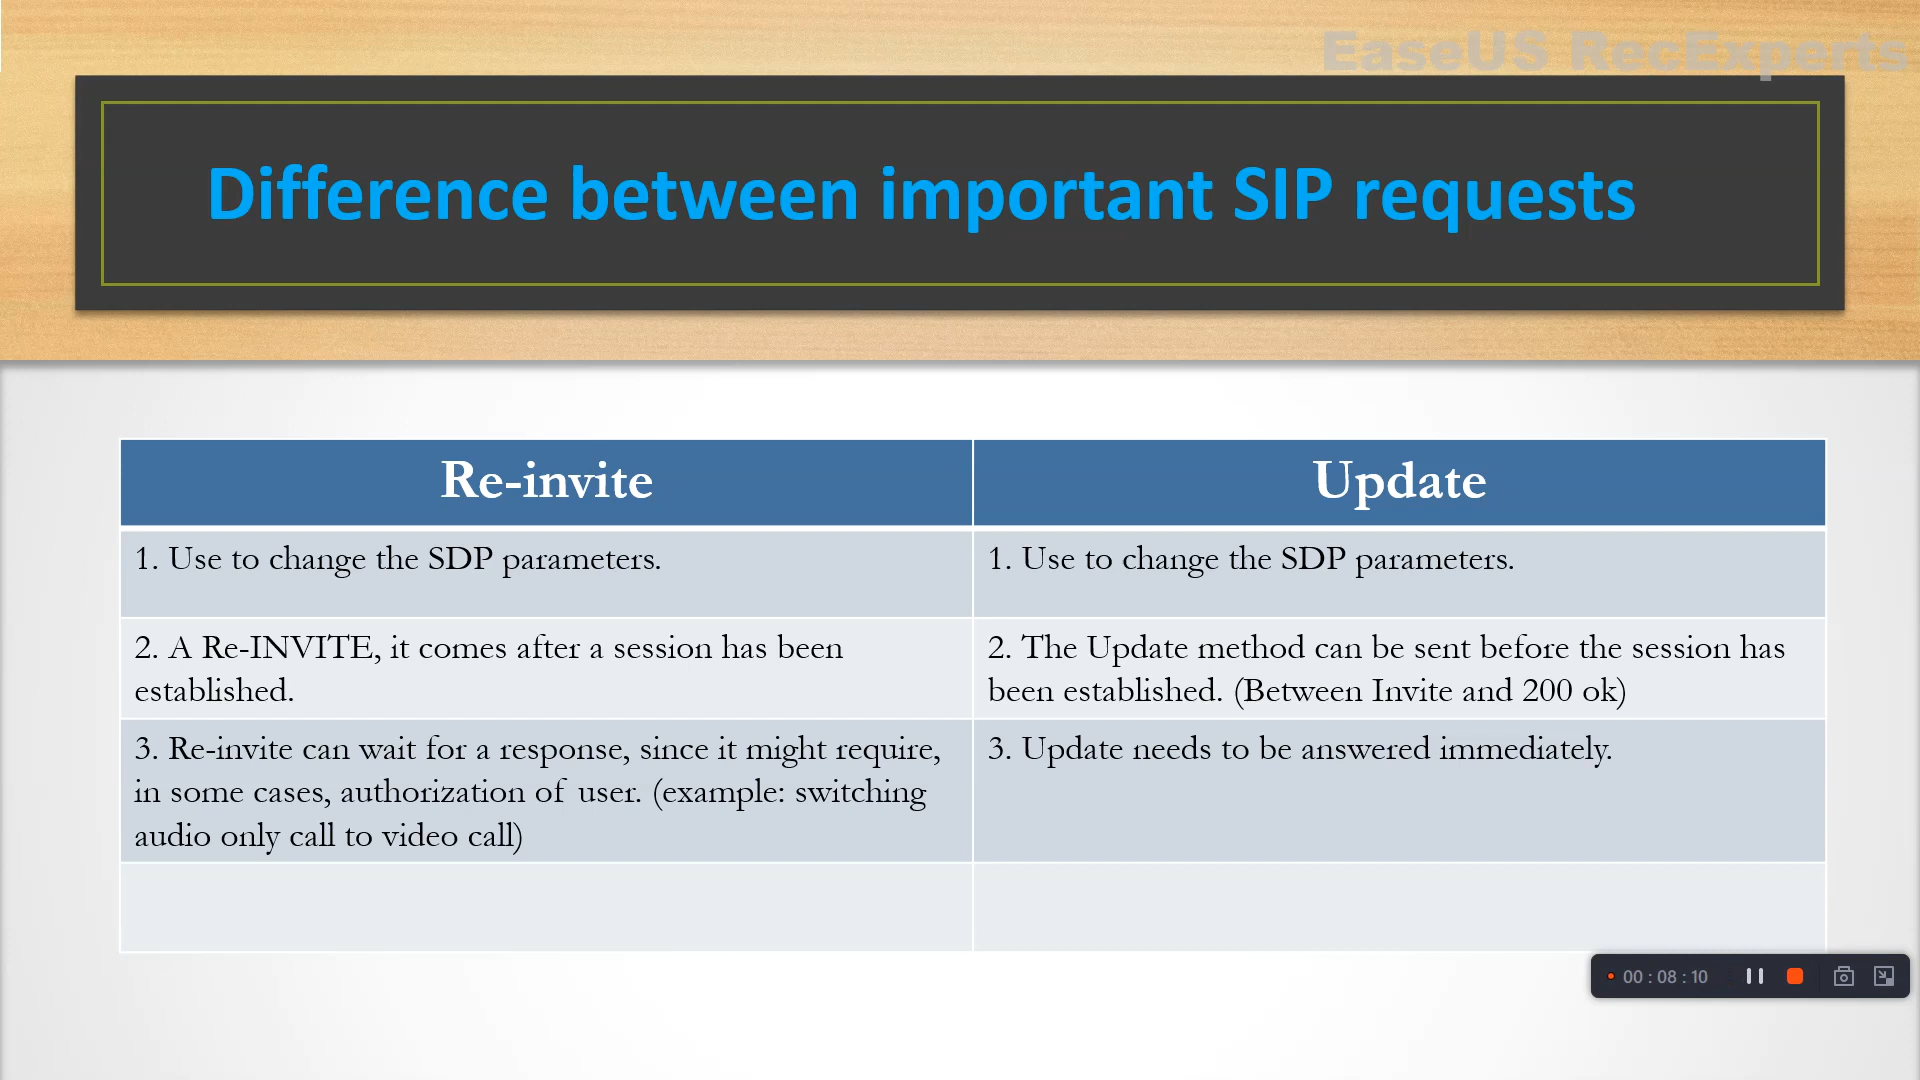 EaseUS RecExperts
Difference between important SIP requests
Re-invite
Update
1. Use to change the SDP parameters.
1. Use to change the SDP parameters.
2. A Re-INVITE, it comes after a session has been
established.
2. The Update method can be sent before the session has
been established. (Between Invite and 200 ok)
3. Re-invite can wait for a response, since it might require,
in some cases, authorization of user. (example: switching
audio only call to video call)
3. Update needs to be answered immediately.
00 : 08 : 10